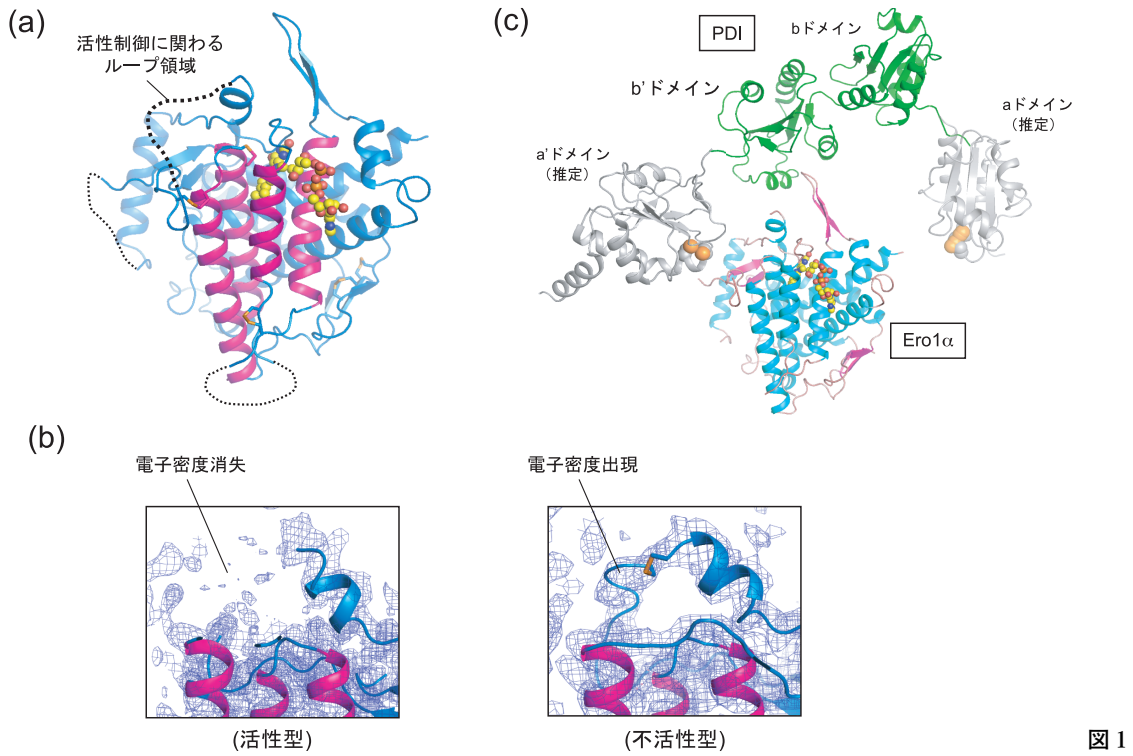 (a)
活性制御に関わる
ループ領域
(c)
PDI
bドメイン
b'ドメイン
aドメイン
(推定)
a'ドメイン
(推定)
Ero1α
(b)
電子密度消失
電子密度出現
(活性型)
(不活性型)
図 1